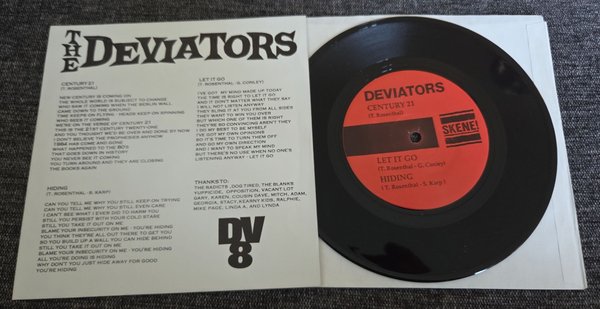 THE DEVIATORS
CENTURY 21
(T. ROSENTHAL)
NEW CENTURY IS COMING ON
THE WHOLE WORLD IS SUBJECT TO CHANGE
WHO SAW IT COMING WHEN THE BERLIN WALL
CAME DOWN TO THE GROUND
TIME KEEPS ON FLYING - HEADS KEEP ON SPINNING
WHO SEES IT COMING
WE'RE ON THE VERGE OF CENTURY 21
THIS IS THE 21ST CENTURY TWENTY-ONE
AND THEY SAID WE'D BE OVER AND DONE BY NOW
I DON'T BELIEVE THE PROPHESIES ANYHOW
1984 HAS COME AND GONE
WHAT HAPPENED TO THE 80'S
THAT GOES DOWN IN HISTORY
YOU NEVER SEE IT COMING
YOU TURN AROUND AND THEY ARE CLOSING
THE BOOKS AGAIN
HIDING
(T. ROSENTHAL - S. KARP)
CAN YOU TELL ME WHY YOU STILL KEEP ON TRYING
CAN YOU TELL ME WHY YOU STILL EVEN CARE
I CAN'T SEE WHAT I EVER DID TO HARM YOU
STILL YOU PERSIST WITH YOUR COLD STARE
STILL YOU TAKE IT OUT ON ME
BLAME YOUR INSECURITY ON ME - YOU'RE HIDING
YOU THINK THEY'RE ALL OUT THERE TO GET YOU
SO YOU BUILD UP A WALL YOU CAN HIDE BEHIND
STILL YOU TAKE IT OUT ON ME
BLAME YOUR INSECURITY ON ME - YOU'RE HIDING
ALL YOU'RE DOING IS HIDING
WHY DON'T YOU JUST HIDE AWAY FOR GOOD
YOU'RE HIDING
LET IT GO
(T. ROSENTHAL - G. CORLEY)
I'VE GOT MY MIND MADE UP TODAY
THE TIME IS RIGHT TO LET IT GO
AND IT DON'T MATTER WHAT THEY SAY
I WILL NOT LISTEN ANYWAY
THEY SLING IT AT YOU FROM ALL SIDES
THEY WANT TO WIN YOU OVER
BUT WHICH ONE OF THEM IS RIGHT
THEY'RE SO CONVINCING AREN'T THEY
I DO MY BEST TO BE MYSELF
I'VE GOT MY OWN OPINIONS
SO IT'S TIME TO TURN THEM OFF
AND GO MY OWN DIRECTION
AND I WANT TO SPEAK MY MIND
BUT THERE'S NO USE WHEN NO ONE'S
LISTENING ANYWAY - LET IT GO
THANKS TO:
THE RADICTS, DOG TIRED, THE BLANKS
YUPPICIDE, OPPOSITION, VACANT LOT
GARY, KAREN, COUSIN DAVE, MITCH, ADAM,
GEORGIA, STACY, KEARNY KIDS, RALPHIE,
MIKE PAGE, LINDA A, AND LYNDA
DV
8
DEVIATORS
CENTURY 21
(T. Rosenthal)
SKENE!
LET IT GO
(T. Rosenthal - G. Conley)
HIDING
(T. Rosenthal - S. Karp)